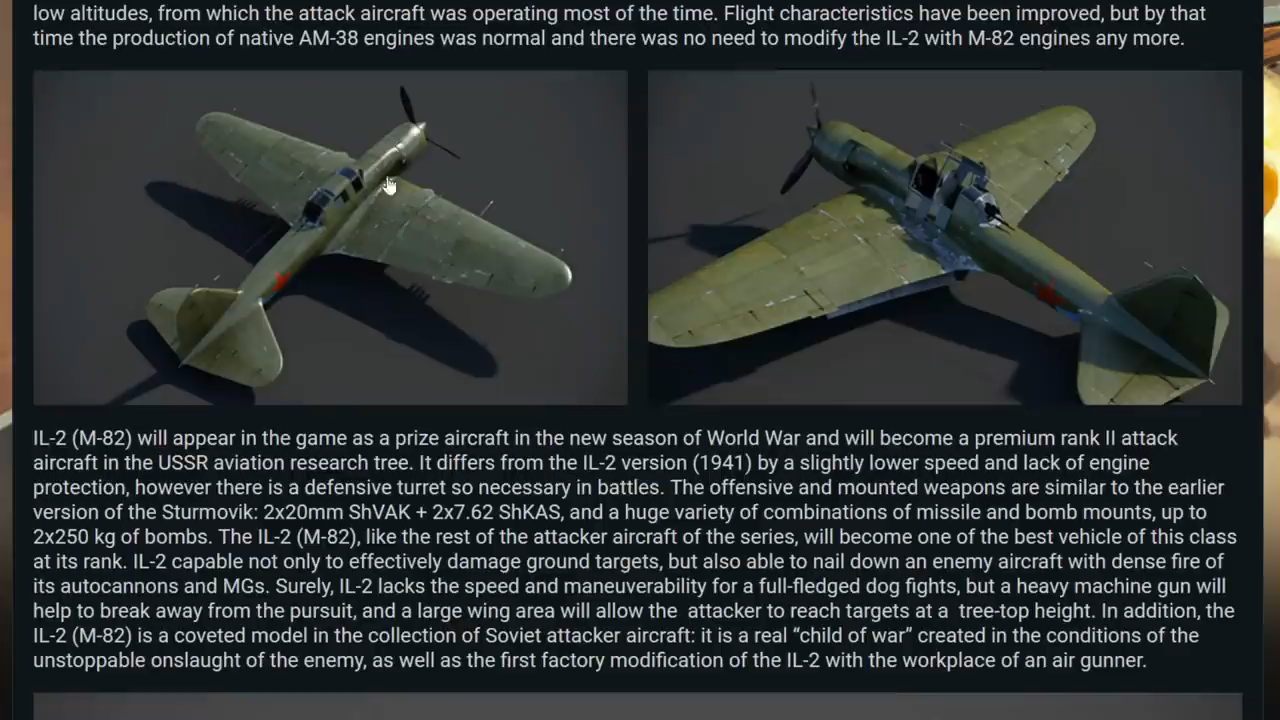 low altitudes, from which the attack aircraft was operating most of the time. Flight characteristics have been improved, but by that
time the production of native AM-38 engines was normal and there was no need to modify the IL-2 with M-82 engines any more.
IL-2 (M-82) will appear in the game as a prize aircraft in the new season of World War and will become a premium rank II attack
aircraft in the USSR aviation research tree. It differs from the IL-2 version (1941) by a slightly lower speed and lack of engine
protection, however there is a defensive turret so necessary in battles. The offensive and mounted weapons are similar to the earlier
version of the Sturmovik: 2x20mm ShVAK + 2x7.62 ShKAS, and a huge variety of combinations of missile and bomb mounts, up to
2x250 kg of bombs. The IL-2 (M-82), like the rest of the attacker aircraft of the series, will become one of the best vehicle of this class
at its rank. IL-2 capable not only to effectively damage ground targets, but also able to nail down an enemy aircraft with dense fire of
its autocannons and MGs. Surely, IL-2 lacks the speed and maneuverability for a full-fledged dog fights, but a heavy machine gun will
help to break away from the pursuit, and a large wing area will allow the  attacker to reach targets at a  tree-top height. In addition, the
IL-2 (M-82) is a coveted model in the collection of Soviet attacker aircraft: it is a real “child of war” created in the conditions of the
unstoppable onslaught of the enemy, as well as the first factory modification of the IL-2 with the workplace of an air gunner.